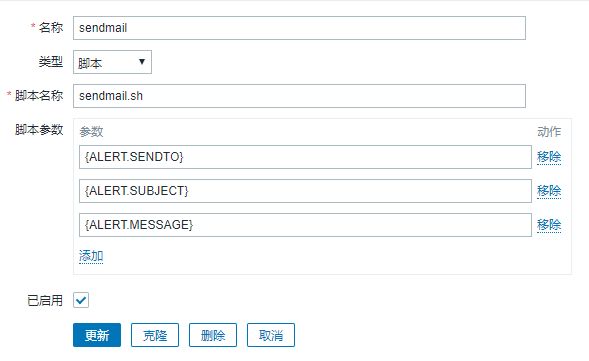 * 名称 sendmail
类型 脚本
* 脚本名称 sendmail.sh
脚本参数 参数 动作
{ALERT.SENDTO} 移除
{ALERT.SUBJECT} 移除
{ALERT.MESSAGE} 移除
添加
已启用
更新 克隆 删除 取消